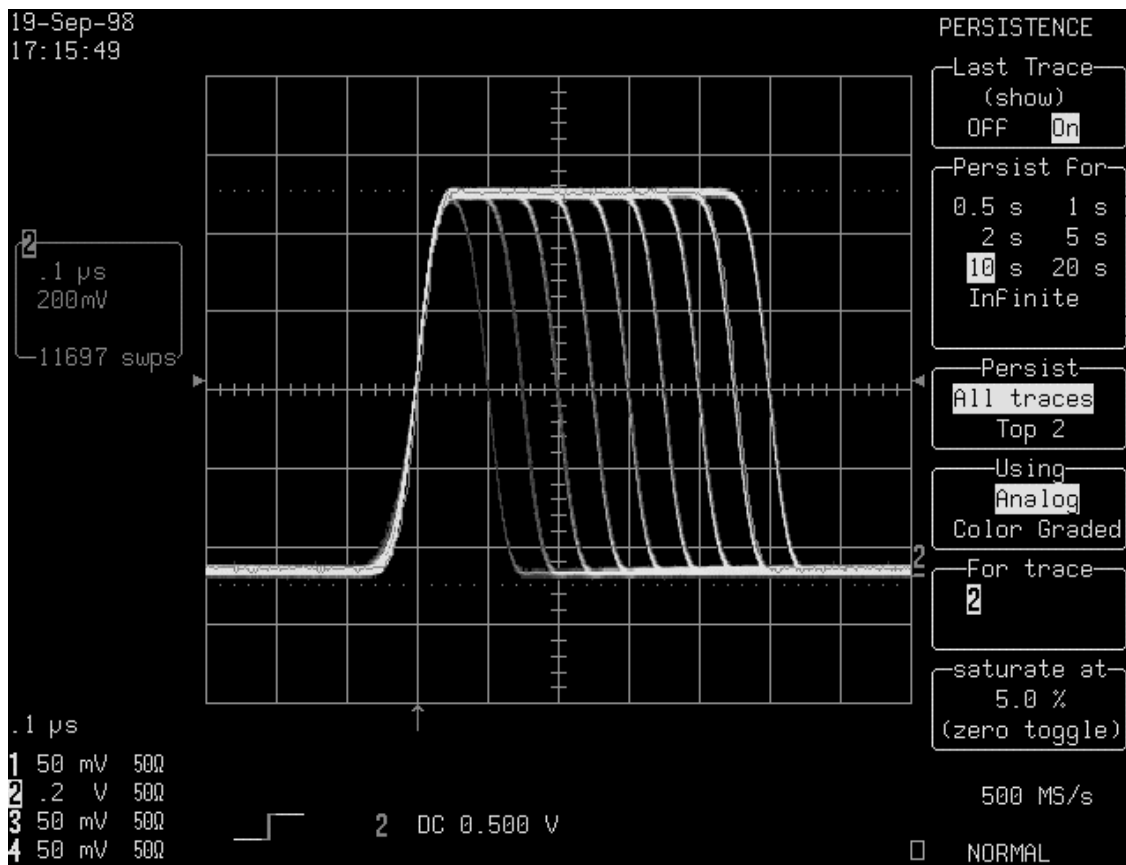 19-Sep-98
17:15:49
2
.1 µs
200mV
11697 swps
2
.1 µs
1 50 mV 50Ω
2 .2 V 50Ω
3 50 mV 50Ω
4 50 mV 50Ω
2 DC 0.500 V
PERSISTENCE
Last Trace
(show)
OFF On
Persist For
0.5 s 1 s
2 s 5 s
10 s 20 s
Infinite
Persist
All traces
Top 2
Using
Analog
Color Graded
For trace
2
saturate at
5.0 %
(zero toggle)
500 MS/s
NORMAL